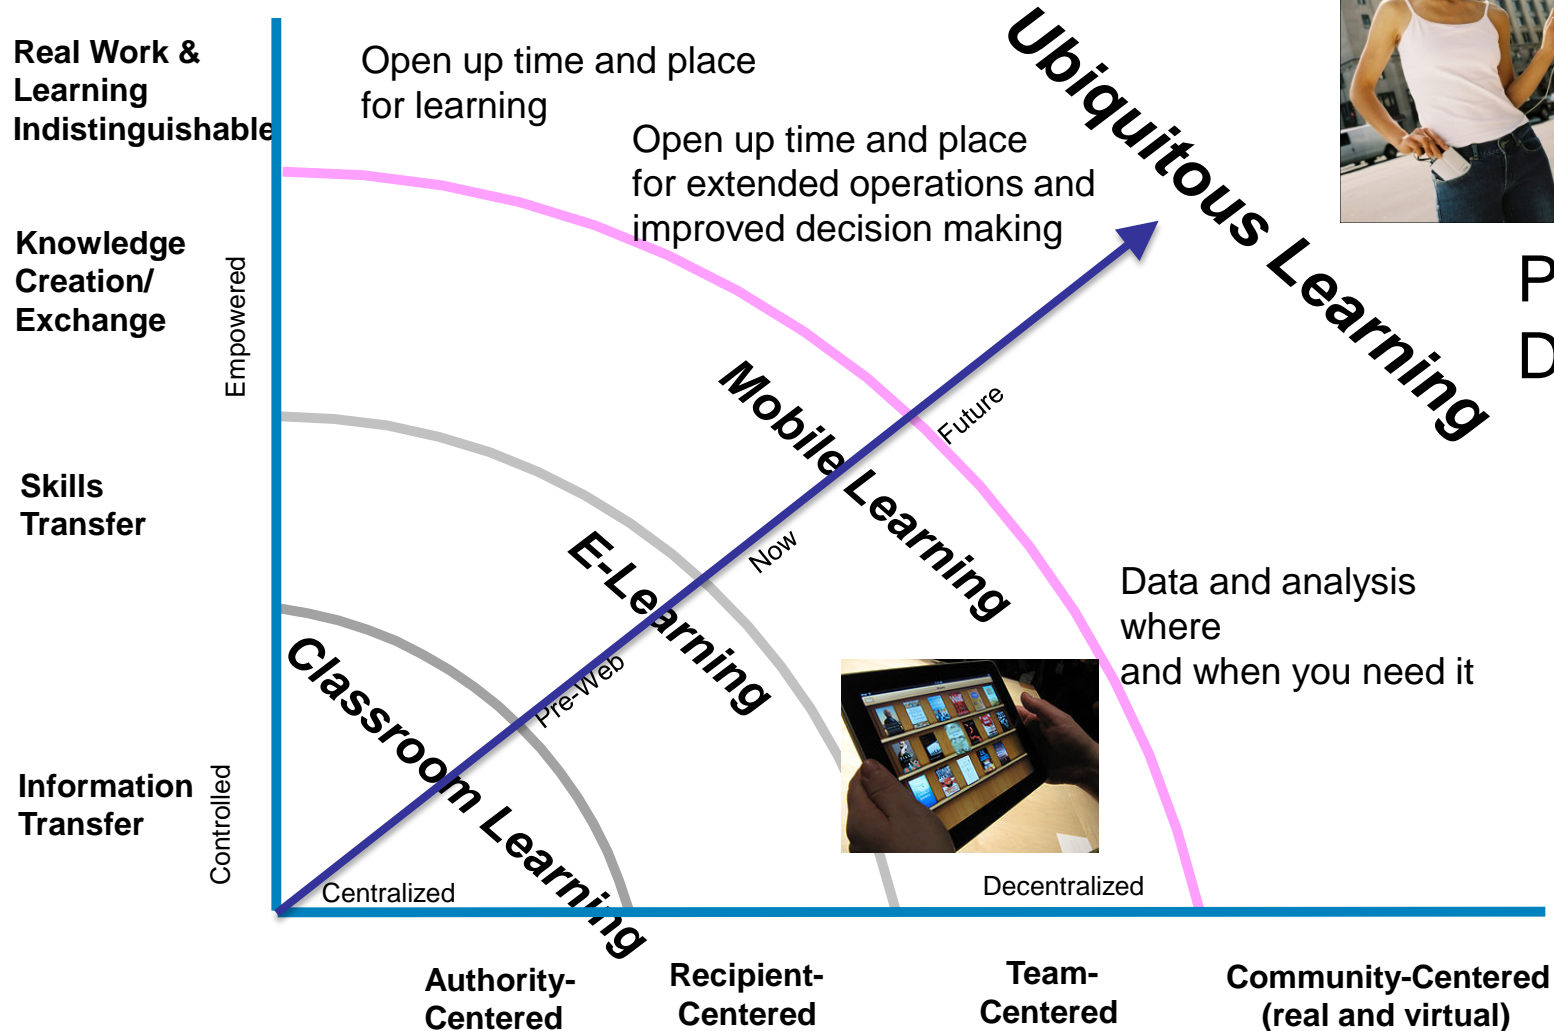 Real Work &
Learning
Indistinguishable
Open up time and place
for learning
Open up time and place
for extended operations and
improved decision making
Ubiquitous Learning
P
D
Knowledge
Creation/
Exchange
Empowered
Mobile Learning
Future
Skills
Transfer
E-Learning
Now
Data and analysis
where
and when you need it
Classroom Learning
Pre-Web
Information
Transfer
Controlled
Centralized
Decentralized
Authority-
Centered
Recipient-
Centered
Team-
Centered
Community-Centered
(real and virtual)